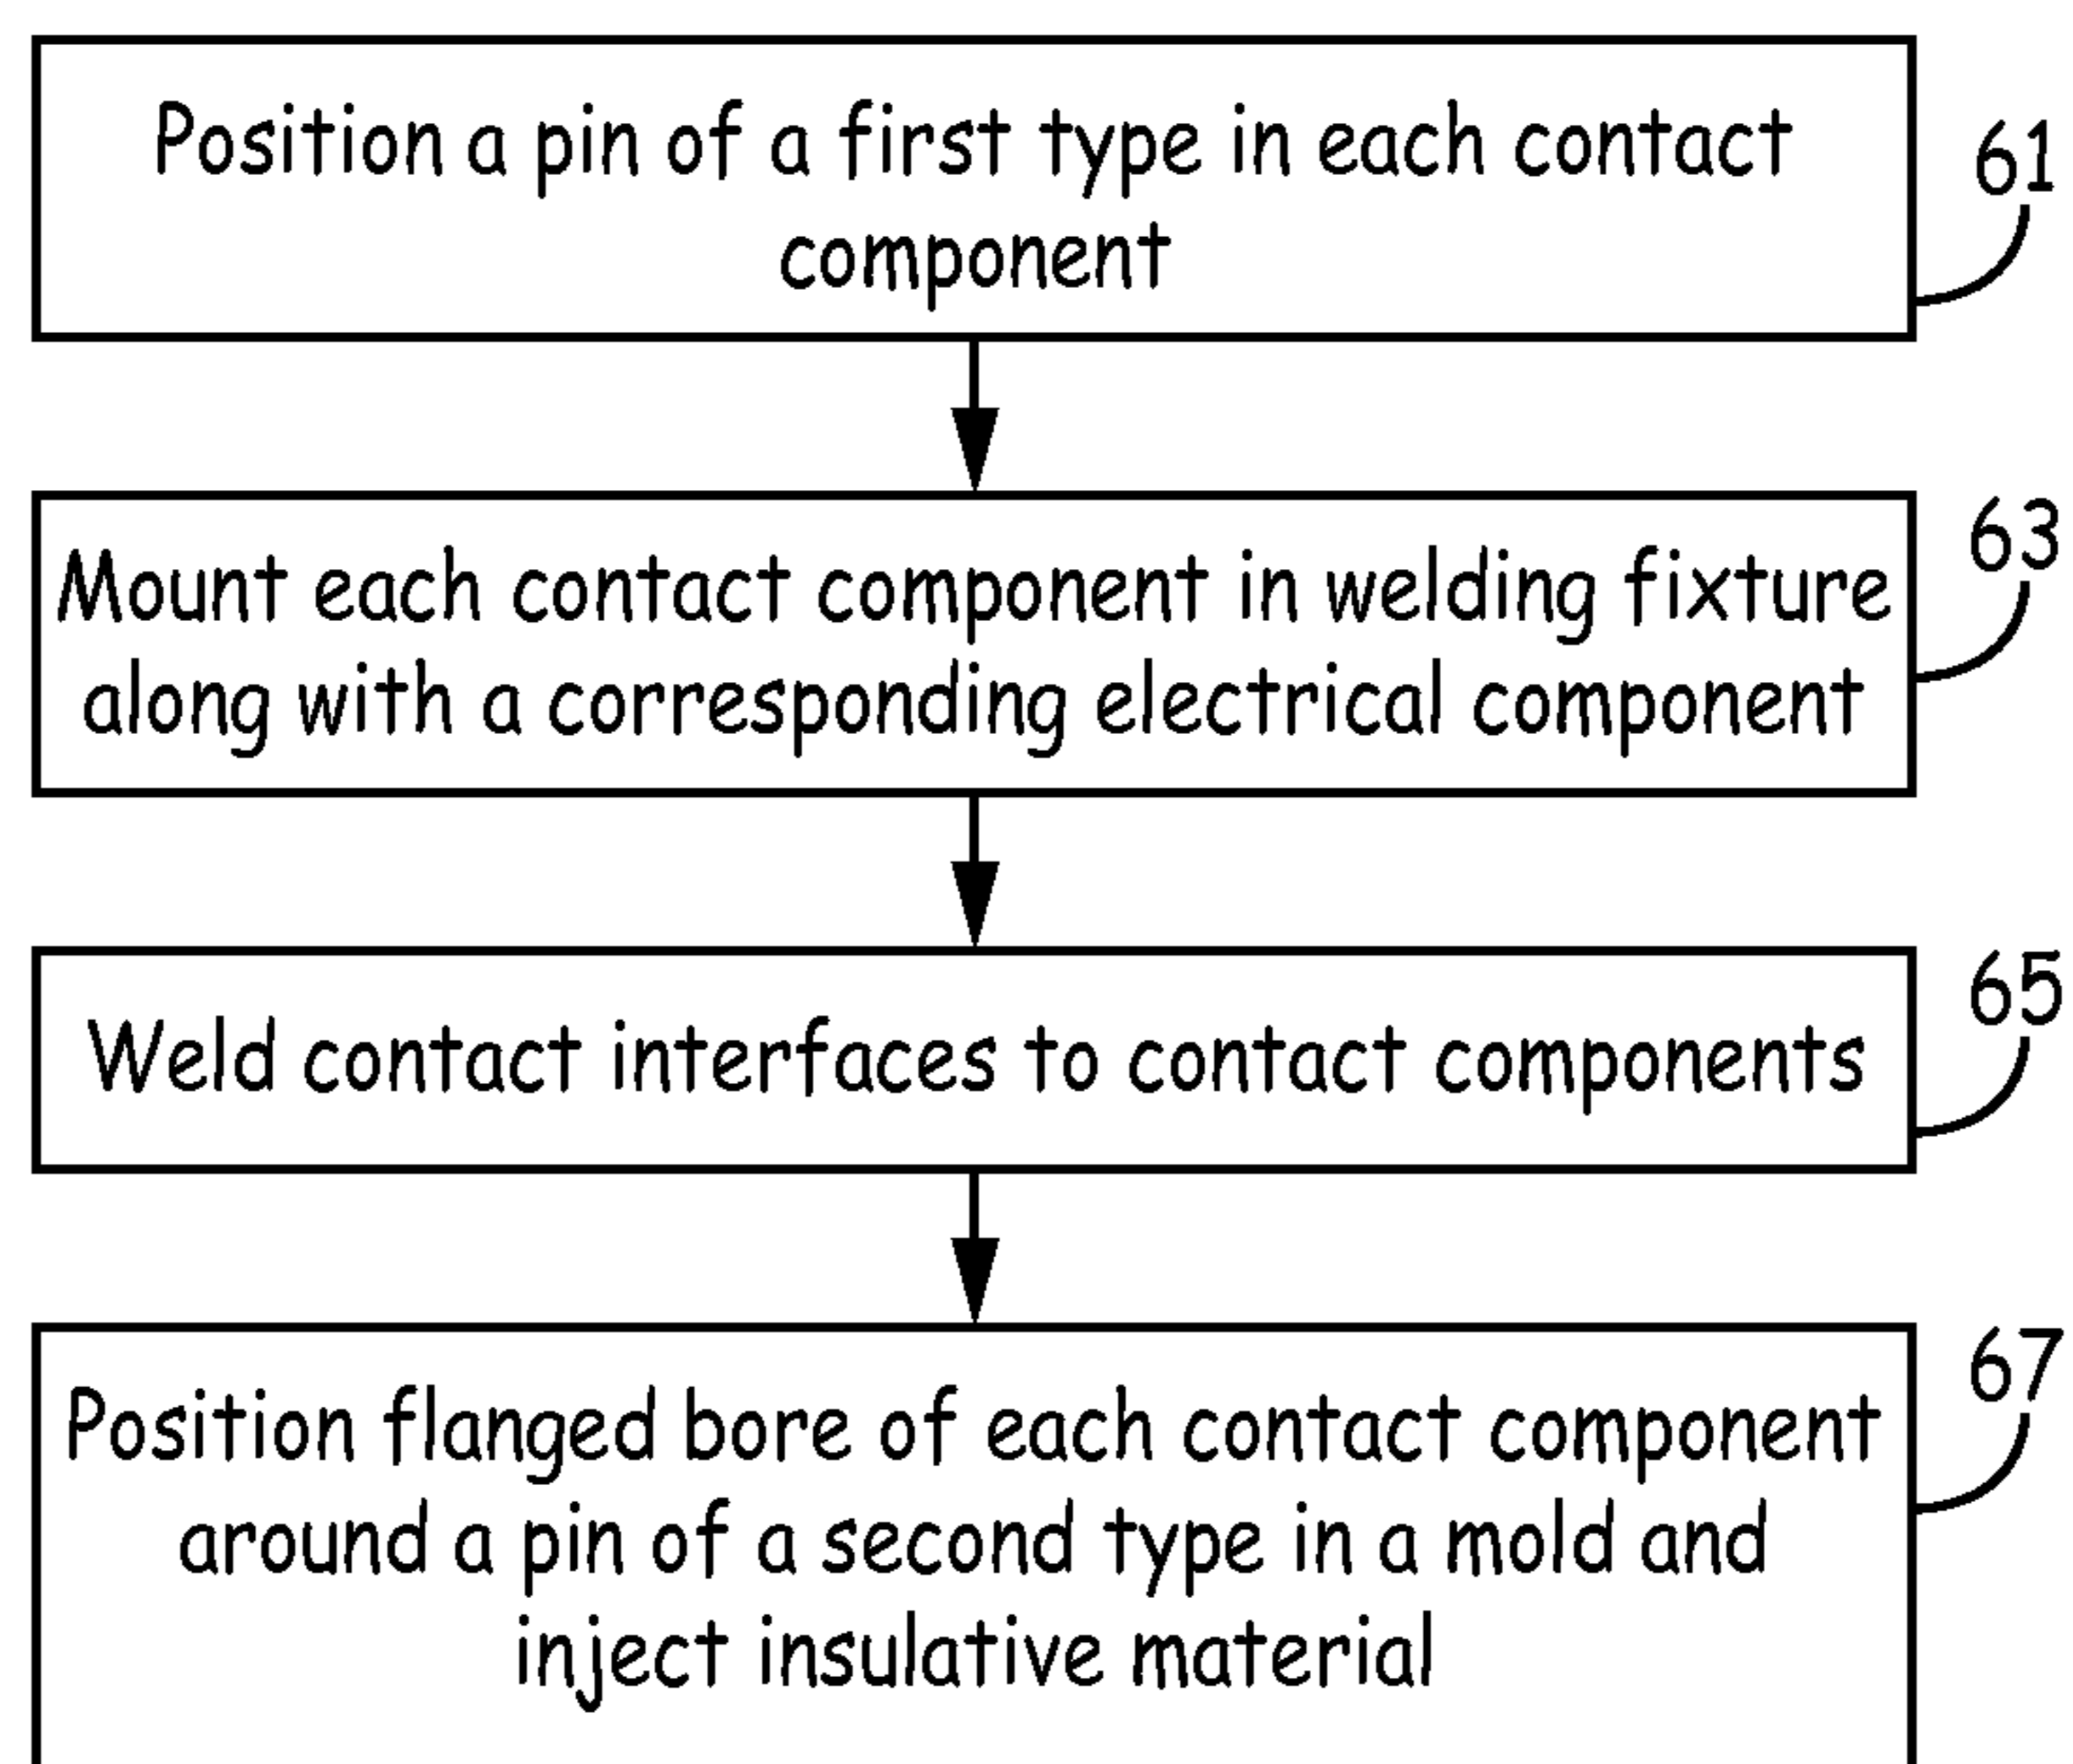 Position a pin of a first type in each contact
component
61
Mount each contact component in welding fixture
along with a corresponding electrical component
63
Weld contact interfaces to contact components
65
Position flanged bore of each contact component
around a pin of a second type in a mold and
inject insulative material
67